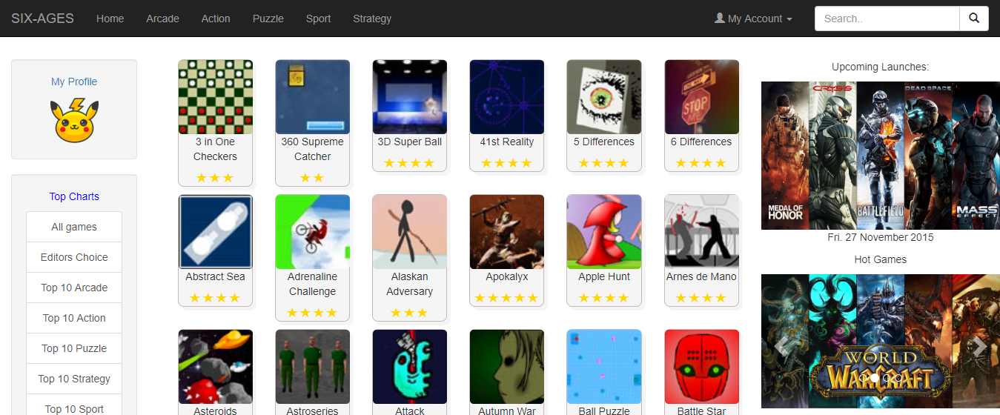 SIX-AGES Home Arcade Action Puzzle Sport Strategy My Account Search..
My Profile
Top Charts
All games
Editors Choice
Top 10 Arcade
Top 10 Action
Top 10 Puzzle
Top 10 Strategy
Top 10 Sport
3 in One
Checkers
360 Supreme
Catcher
3D Super Ball
41st Reality
5 Differences
ONE WAY
STOP
ME
6 Differences
Abstract Sea
Adrenaline
Challenge
Alaskan
Adversary
Apokalyx
Apple Hunt
Arnes de Mano
Asteroids
Astroseries
Attack
Autumn War
Ball Puzzle
Battle Star
Upcoming Launches:
CRYSIS
DEAD SPACE
MEDAL OF
HONOR
BATTLEFIELD
MASS
EFFECT
Fri. 27 November 2015
Hot Games
WORLD
OF
WARCRAFT